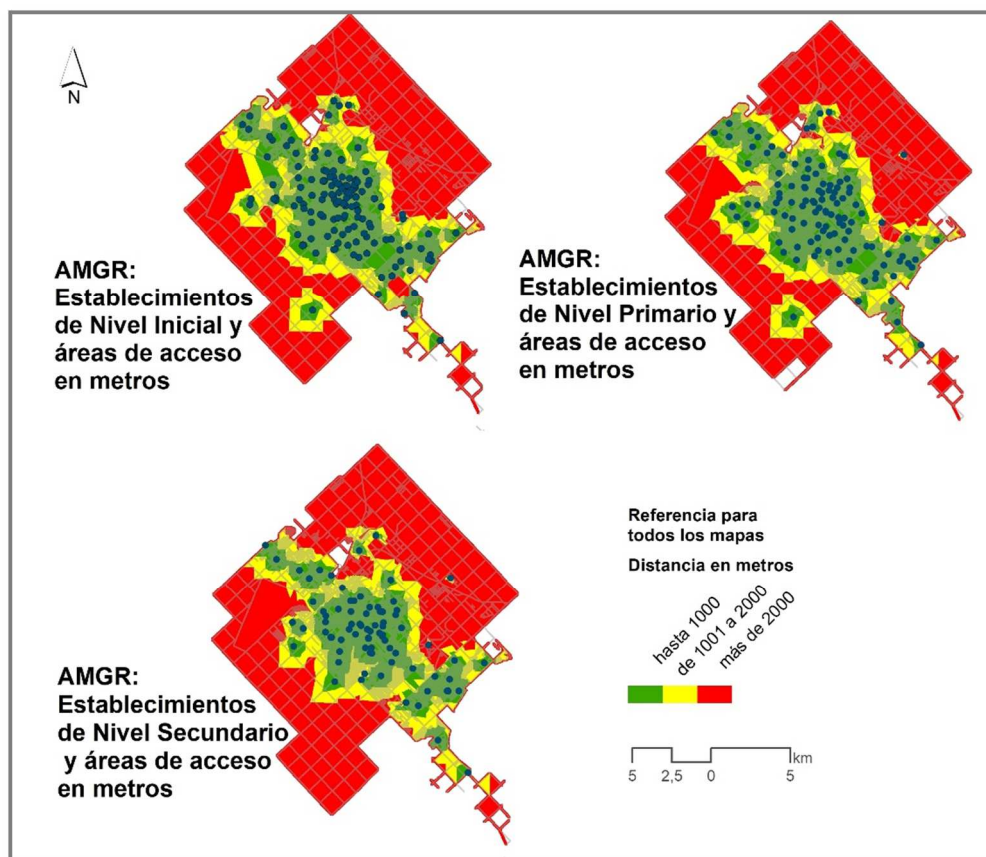 N
AMGR:
Establecimientos
de Nivel Inicial y
áreas de acceso
en metros
AMGR:
Establecimientos
de Nivel Primario y
áreas de acceso
en metros
AMGR:
Establecimientos
de Nivel Secundario
y áreas de acceso
en metros
Referencia para
todos los mapas
Distancia en metros
hasta 1000
de 1001 a 2000
más de 2000
km
5 2,5 0 5